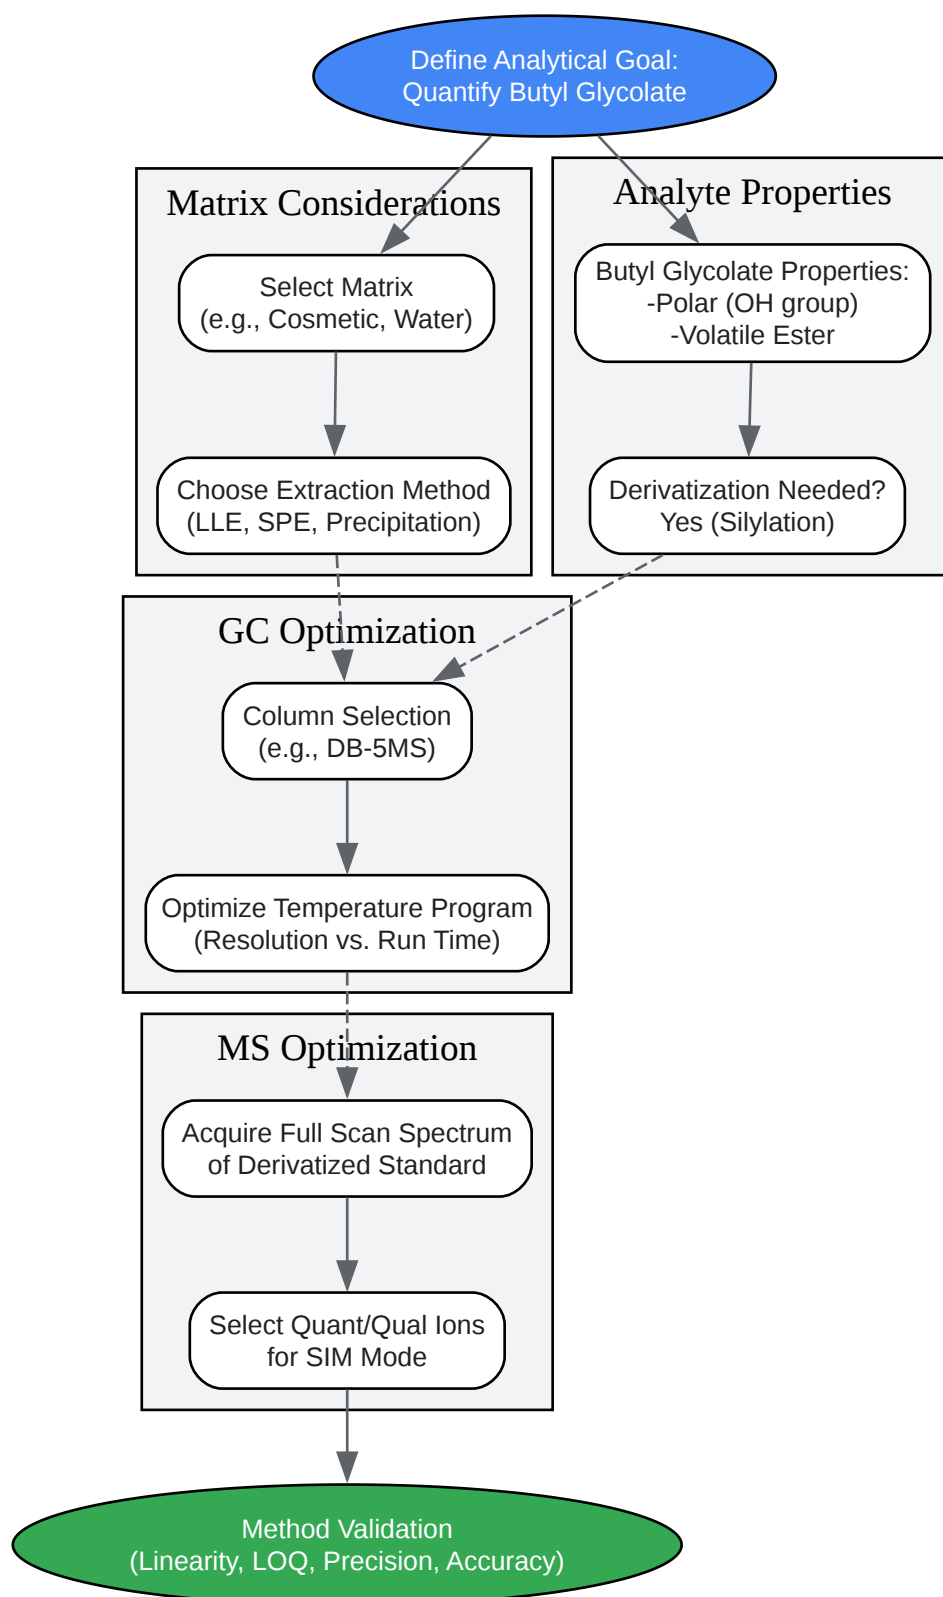 Define Analytical Goal:
Quantify Butyl Glycolate
Matrix Considerations
Select Matrix
(e.g., Cosmetic, Water)
Choose Extraction Method
(LLE, SPE, Precipitation)
Analyte Properties
Butyl Glycolate Properties:
-Polar (OH group)
-Volatile Ester
Derivatization Needed?
Yes (Silylation)
GC Optimization
Column Selection
(e.g., DB-5MS)
Optimize Temperature Program
(Resolution vs. Run Time)
MS Optimization
Acquire Full Scan Spectrum
of Derivatized Standard
Select Quant/Qual Ions
for SIM Mode
Method Validation
(Linearity, LOQ, Precision, Accuracy)